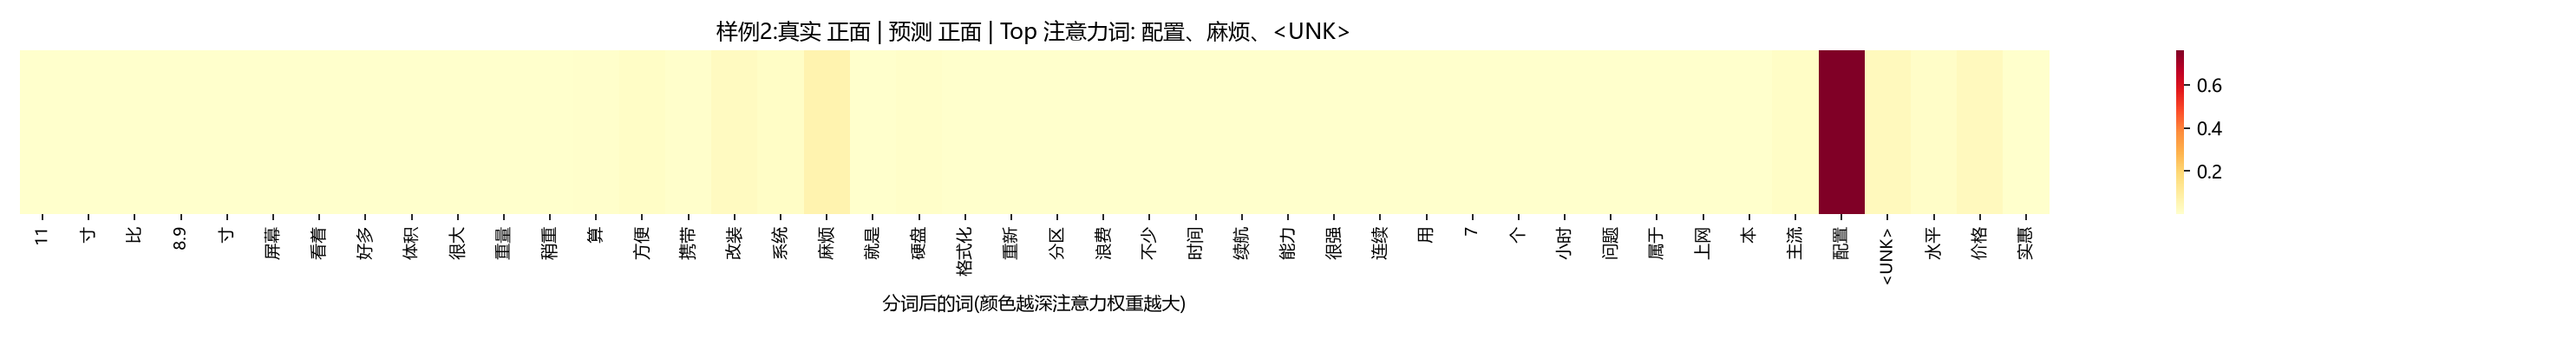 样例2:真实 正面 | 预测 正面 | Top 注意力词: 配置、麻烦、<UNK>
11 寸 比 8.9 寸 屏幕 看着 好多 体积 很大 重量 稍重 算 方便 携带 改装 系统 麻烦 就是 硬盘 格式化 重新 分区 浪费 不少 时间 续航 能力 很强 连续 用 7 个 小时 问题 属于 上网 本 主流 配置 <UNK> 水平 价格 实惠
分词后的词(颜色越深注意力权重越大)
0.6
0.4
0.2